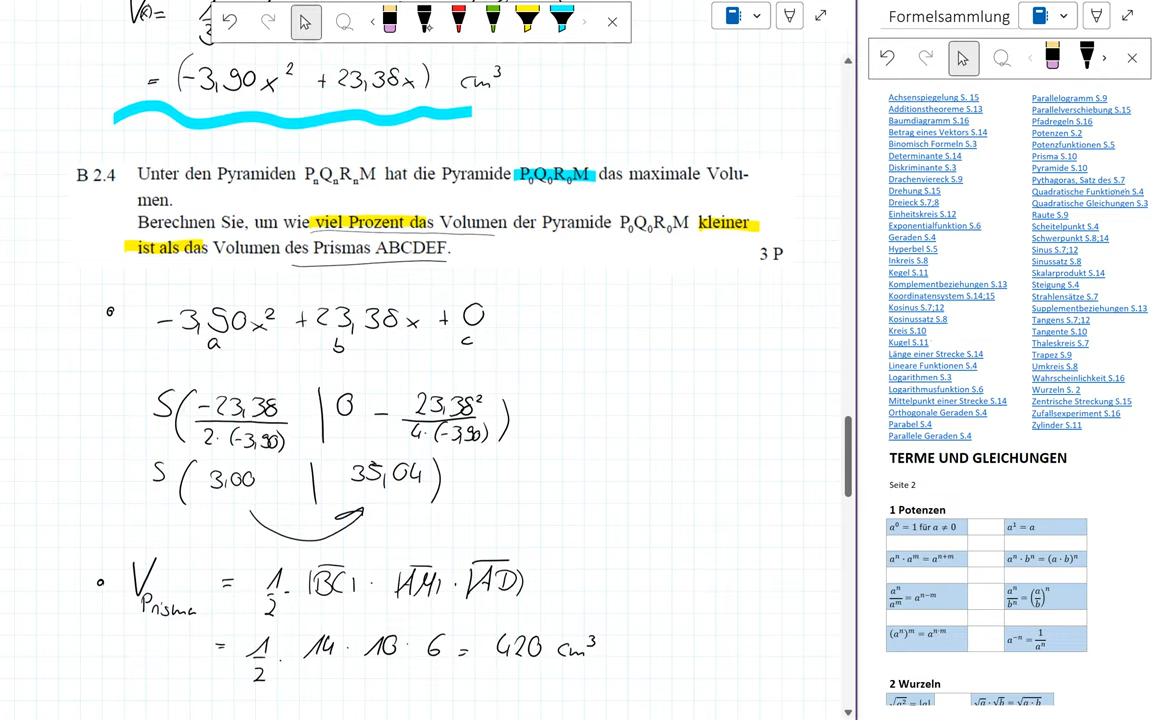 V(x)= 1/3
= (-3,90x² + 23,38x) cm³
B 2.4 Unter den Pyramiden PₙQₙRₙM hat die Pyramide P₀Q₀R₀M das maximale Volu-
men.
Berechnen Sie, um wie viel Prozent das Volumen der Pyramide P₀Q₀R₀M kleiner
ist als das Volumen des Prismas ABCDEF.
3 P
-3,90x² + 23,38x + 0
a b c
S( -23,38 / 2·(-3,90) | 0 - 23,38² / 4·(-3,90) )
S( 3,00 | 35,04 )
V Prisma = 1/2 · |BC| · |AM| · |AD|
= 1/2 · 14 · 10 · 6 = 420 cm³
Formelsammlung
Achsenspiegelung S. 15
Additionstheoreme S.13
Baumdiagramm S.16
Betrag eines Vektors S.14
Binomisch Formeln S.3
Determinante S.14
Diskriminante S.3
Drachenviereck S.9
Drehung S.15
Dreieck S.7;8
Einheitskreis S.12
Exponentialfunktion S.6
Geraden S.4
Hyperbel S.5
Inkreis S.8
Kegel S.11
Komplementbeziehungen S.13
Koordinatensystem S.14;15
Kosinus S.7;12
Kosinussatz S.8
Kreis S.10
Kugel S.11
Länge einer Strecke S.14
Lineare Funktionen S.4
Logarithmen S.3
Logarithmusfunktion S.6
Mittelpunkt einer Strecke S.14
Orthogonale Geraden S.4
Parabel S.4
Parallele Geraden S.4
Parallelogramm S.9
Parallelverschiebung S.15
Pfadregeln S.16
Potenzen S.2
Potenzfunktionen S.5
Prisma S.10
Pyramide S.10
Pythagoras, Satz des S.7
Quadratische Funktionen S.4
Quadratische Gleichungen S.3
Raute S.9
Scheitelpunkt S.4
Schwerpunkt S.8;14
Sinus S.7;12
Sinussatz S.8
Skalarprodukt S.14
Steigung S.4
Strahlensätze S.7
Supplementbeziehungen S.13
Tangens S.7;12
Tangente S.10
Thaleskreis S.7
Trapez S.9
Umkreis S.8
Wahrscheinlichkeit S.16
Wurzeln S. 2
Zentrische Streckung S.15
Zufallsexperiment S.16
Zylinder S.11
TERME UND GLEICHUNGEN
Seite 2
1 Potenzen
a⁰ = 1 für a ≠ 0 a¹ = a
aⁿ · aᵐ = aⁿ⁺ᵐ aⁿ · bⁿ = (a · b)ⁿ
aⁿ/aᵐ = aⁿ⁻ᵐ aⁿ/bⁿ = (a/b)ⁿ
(aⁿ)ᵐ = aⁿ·ᵐ a⁻ⁿ = 1/aⁿ
2 Wurzeln
√a² = |a| √a · √b = √a · b